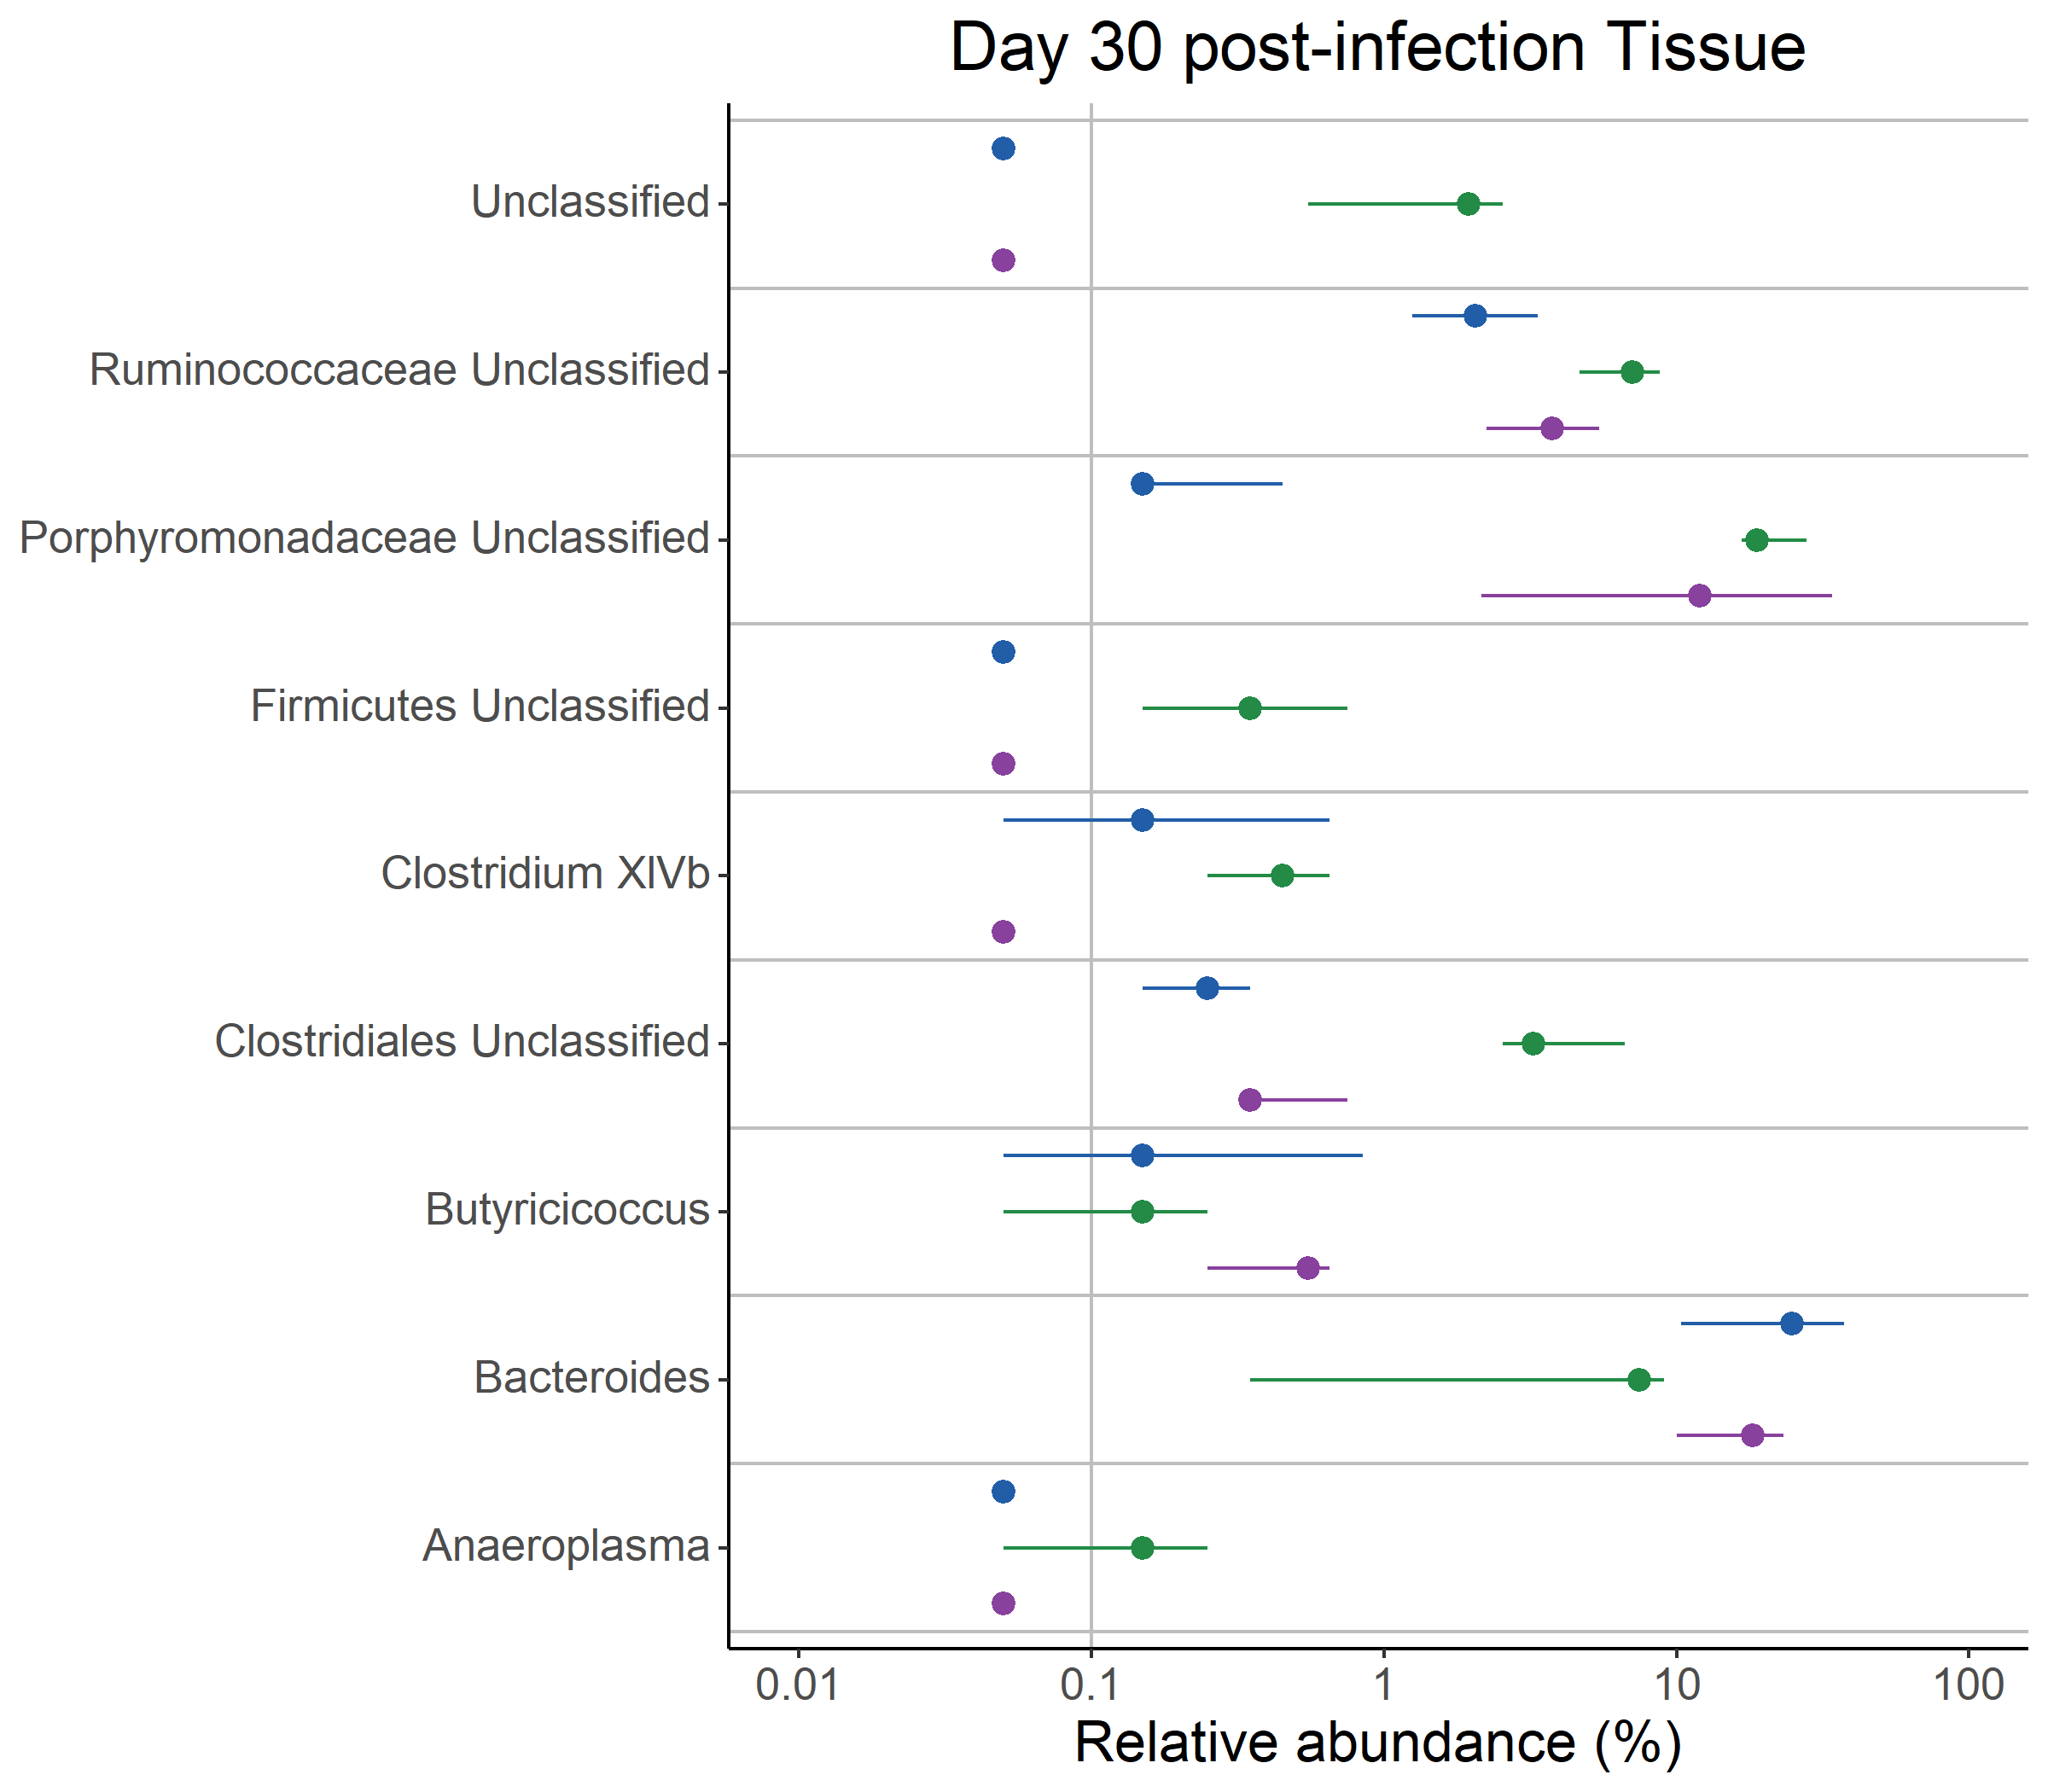 Day 30 post-infection Tissue
Unclassified
Ruminococcaceae Unclassified
Porphyromonadaceae Unclassified
Firmicutes Unclassified
Clostridium XIVb
Clostridiales Unclassified
Butyricicoccus
Bacteroides
Anaeroplasma
0.01 0.1 1 10 100
Relative abundance (%)